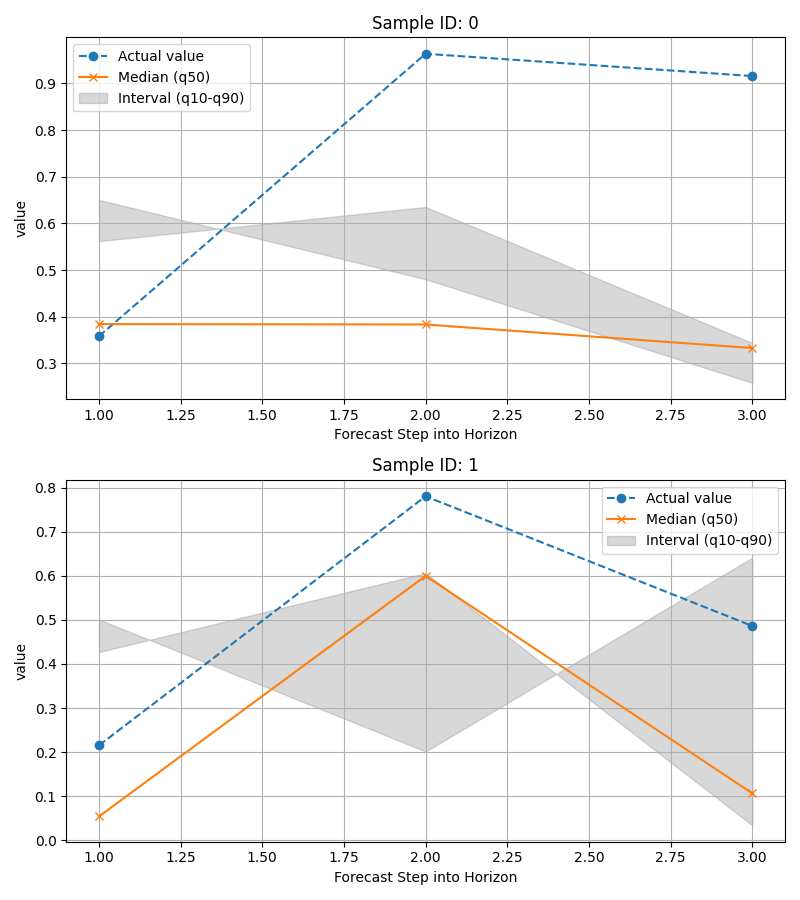 Sample ID: 0
Actual value
Median (q50)
Interval (q10-q90)
value
0.9
0.8
0.7
0.6
0.5
0.4
0.3
1.00 1.25 1.50 1.75 2.00 2.25 2.50 2.75 3.00
Forecast Step into Horizon
Sample ID: 1
Actual value
Median (q50)
Interval (q10-q90)
value
0.8
0.7
0.6
0.5
0.4
0.3
0.2
0.1
0.0
1.00 1.25 1.50 1.75 2.00 2.25 2.50 2.75 3.00
Forecast Step into Horizon